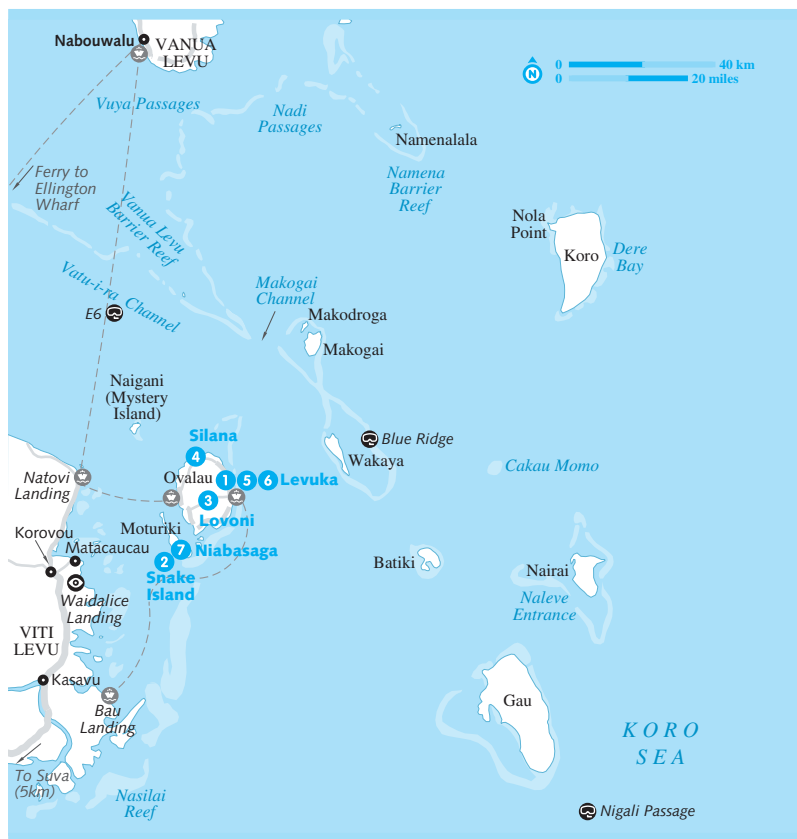 Nabouwalu
VANUA
LEVU
N
0
40 km
0
20 miles
Vuya Passages
Nadi
Passages
Namenalala
Namena
Barrier
Reef
Ferry to
Ellington
Wharf
Vanua Levu
Barrier Reef
Nola
Point
Koro
Dere
Bay
Vatu-i-ra Channel
Makogai
Channel
E6
Makodroga
Makogai
Naigani
(Mystery
Island)
Silana
4
Blue Ridge
Wakaya
Cakau Momo
Natovi
Landing
Ovalau
1
5
6
Levuka
3
Lovoni
Korovou
Moturiki
Matacaucau
7
Niabasaga
2
Snake
Island
Batiki
Nairai
Naleve
Entrance
Waidalice
Landing
VITI
LEVU
Kasavu
Bau
Landing
Gau
KORO
SEA
To Suva
(5km)
Nasilai
Reef
Nigali Passage